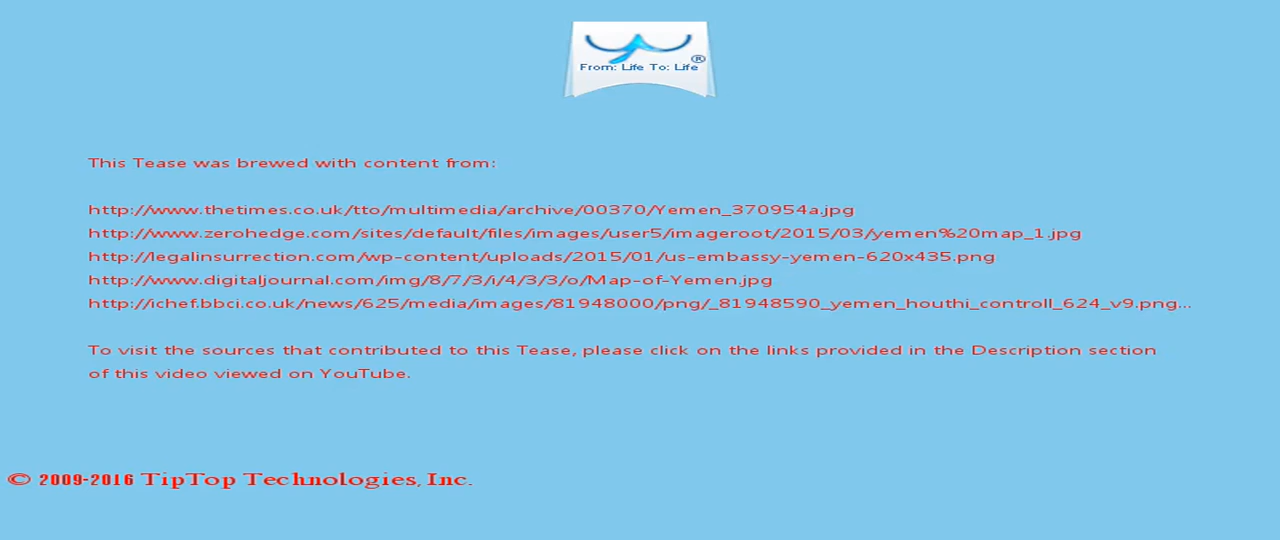 From: Life To: Life®
This Tease was brewed with content from:
http://www.thetimes.co.uk/tto/multimedia/archive/00370/Yemen_370954a.jpg
http://www.zerohedge.com/sites/default/files/images/user5/imageroot/2015/03/yemen%20map_1.jpg
http://legalinsurrection.com/wp-content/uploads/2015/01/us-embassy-yemen-620x435.png
http://www.digitaljournal.com/img/8/7/3/i/4/3/3/o/Map-of-Yemen.jpg
http://ichef.bbci.co.uk/news/625/media/images/81948000/png/_81948590_yemen_houthi_controll_624_v9.png...
To visit the sources that contributed to this Tease, please click on the links provided in the Description section
of this video viewed on YouTube.
© 2009-2016 TipTop Technologies, Inc.